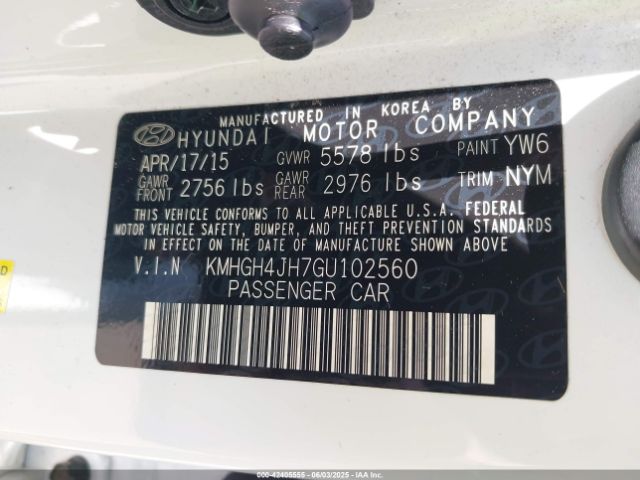 MANUFACTURED IN KOREA BY
HYUNDAI MOTOR COMPANY
APR/17/15 GVWR 5578 lbs PAINT YW6
GAWR FRONT 2756 lbs GAWR REAR 2976 lbs TRIM NYM
THIS VEHICLE CONFORMS TO ALL APPLICABLE U.S.A. FEDERAL
MOTOR VEHICLE SAFETY, BUMPER, AND THEFT PREVENTION STANDARDS
IN EFFECT ON THE DATE OF MANUFACTURE SHOWN ABOVE
V.I.N KMHGH4JH7GU102560
PASSENGER CAR
D
000-42405555 - 06/03/2025 - COPYRIGHT IAA, LLC